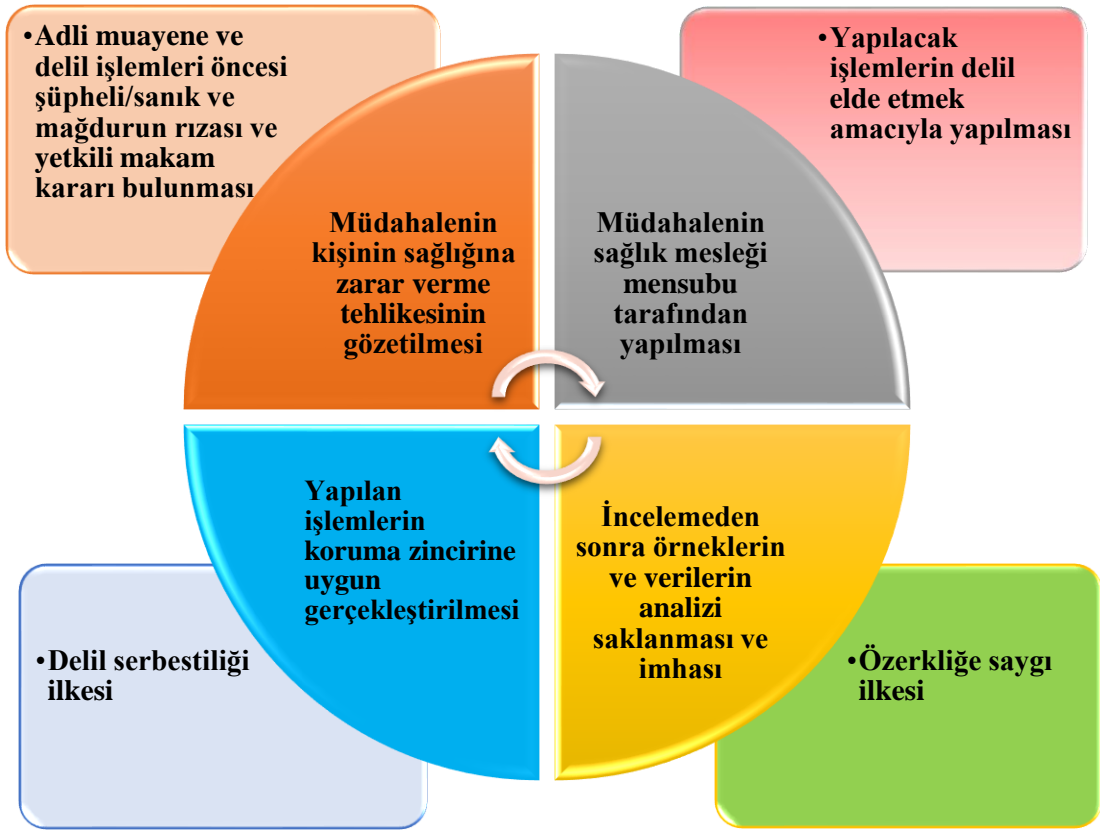 •Adli muayene ve
delil işlemleri öncesi
şüpheli/sanık ve
mağdurun rızası ve
yetkili makam
kararı bulunması
•Yapılacak
işlemlerin delil
elde etmek
amacıyla yapılması
Müdahalenin
kişinin sağlığına
zarar verme
tehlikesinin
gözetilmesi
Müdahalenin
sağlık mesleği
mensubu
tarafından
yapılması
Yapılan
işlemlerin
koruma zincirine
uygun
gerçekleştirilmesi
İncelemeden
sonra örneklerin
ve verilerin
analizi
saklanması ve
imhası
•Delil serbestiliği
ilkesi
•Özerkliğe saygı
ilkesi